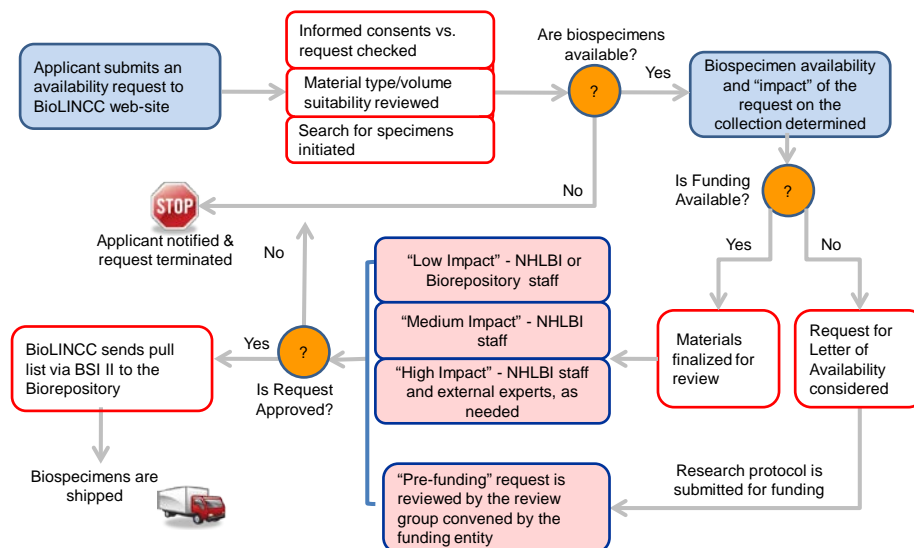 Applicant submits an
availability request to
BioLINCC web-site
Informed consents vs.
request checked
Material type/volume
suitability reviewed
Search for specimens
initiated
Are biospecimens
available?
?
Yes
Biospecimen availability
and “impact” of the
request on the
collection determined
No
STOP
Applicant notified &
request terminated
Is Funding
Available?
?
Yes
No
Materials
finalized for
review
Request for
Letter of
Availability
considered
“Low Impact” - NHLBI or
Biorepository staff
“Medium Impact” - NHLBI
staff
“High Impact” - NHLBI staff
and external experts, as
needed
Research protocol is
submitted for funding
“Pre-funding” request is
reviewed by the review
group convened by the
funding entity
No
?
Is Request
Approved?
Yes
BioLINCC sends pull
list via BSI II to the
Biorepository
Biospecimens are
shipped